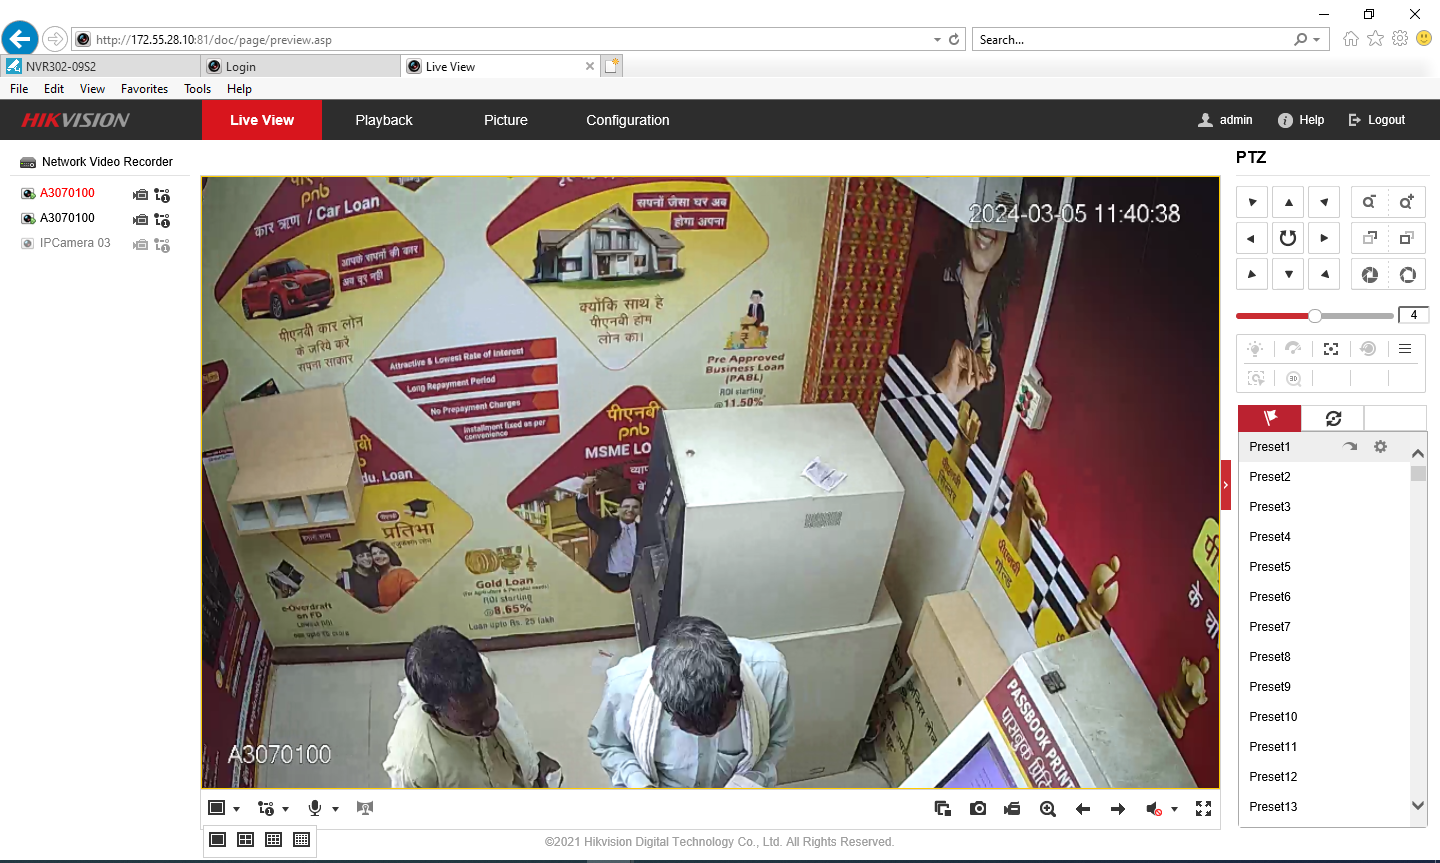 http://172.55.28.10:81/doc/page/preview.asp
Search...
NVR302-09S2
Login
Live View
File Edit View Favorites Tools Help
HIKVISION
Live View
Playback
Picture
Configuration
admin
Help
Logout
Network Video Recorder
A3070100
A3070100
IPCamera 03
2024-03-05 11:40:38
pnb
कार ऋण / Car Loan
आपके सपनों की कार
अब दूर नहीं
पीएनबी कार लोन
के जरिये करें
सपना साकार
सपनों जैसा घर अब
होगा अपना
क्योंकि साथ है
पीएनबी होम
लोन का।
Attractive & Lowest Rate of Interest
Long Repayment Period
No Prepayment Charges
Installment fixed as per
convenience
Pre Approved
Business Loan
(PABL)
ROI starting
@11.50%
पीएनबी
pnb
MSME LO
du. Loan
प्रतिभा
Gold Loan
ROI starting
@8.65%
Loan upto Rs. 25 lakh
e-Overdraft
on FD
पीएनबी
गोल्ड
PASSBOOK PRINT
पासबुक प्रिं
A3070100
PTZ
4
Preset1
Preset2
Preset3
Preset4
Preset5
Preset6
Preset7
Preset8
Preset9
Preset10
Preset11
Preset12
Preset13
©2021 Hikvision Digital Technology Co., Ltd. All Rights Reserved.